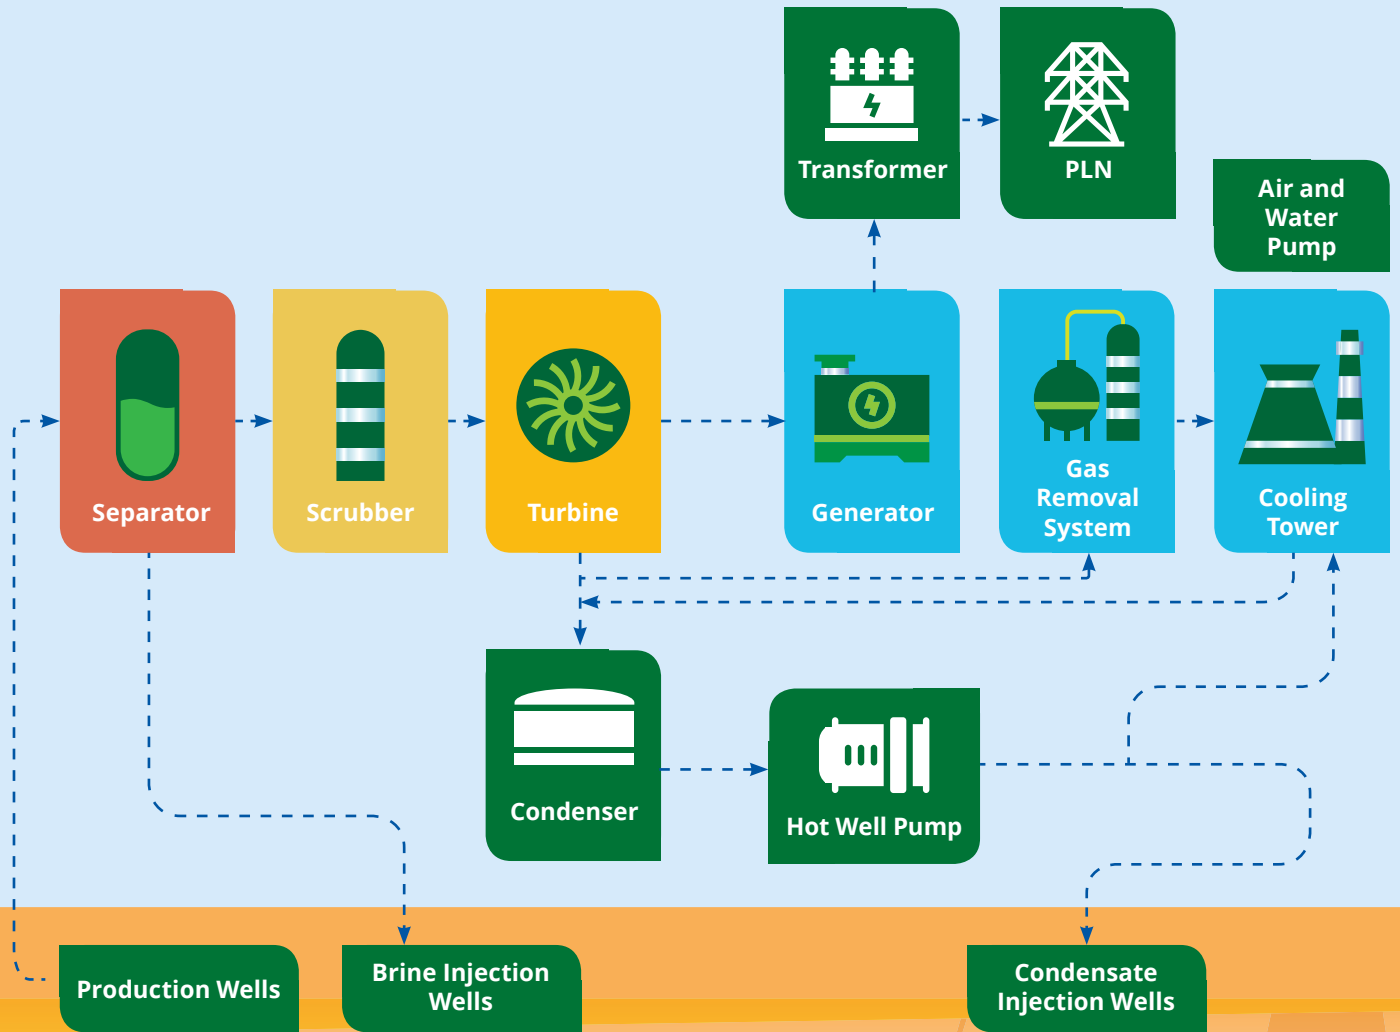 Transformer
PLN
Air and
Water
Pump
Separator
Scrubber
Turbine
Generator
Gas
Removal
System
Cooling
Tower
Condenser
Hot Well Pump
Production Wells
Brine Injection
Wells
Condensate
Injection Wells